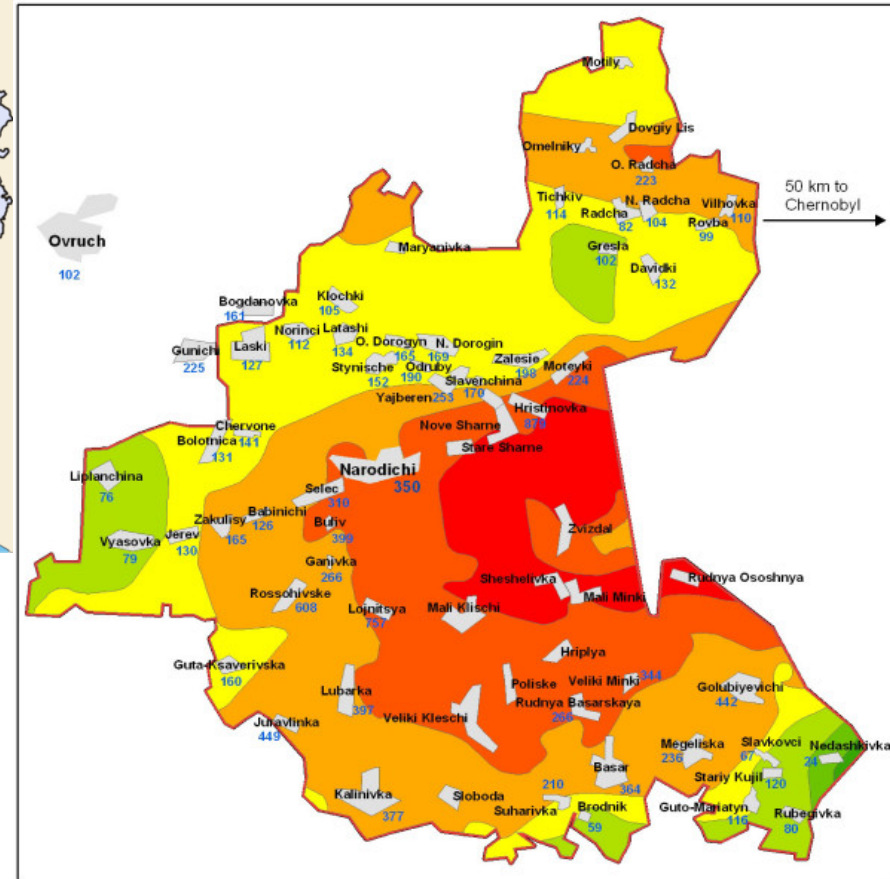 Motily
Dovgiy Lis
Omelniky
O. Radcha
223
Tichkiv
114
N. Radcha
104
Radcha
82
Vilhovka
110
Rovba
99
50 km to
Chernobyl
Ovruch
102
Maryanivka
Gresla
102
Davidki
132
Bogdanovka
161
Klochki
105
Norinci
112
Latashi
134
Gunichi
225
Laski
127
O. Dorogyn
165
N. Dorogin
169
Stynische
152
Odruby
190
Zalesie
198
Moteyki
224
Slavenchina
170
Yajberen
253
Hristinovka
879
Nove Sharne
Stare Sharne
Chervone
141
Bolotnica
131
Narodichi
350
Liplanchina
76
Selec
310
Babinichi
126
Zakulisy
165
Buliv
399
Zvizdal
Vyasovka
79
Jerev
130
Ganivka
266
Rossohivske
608
Lojnitsya
757
Sheshelivka
Mali Minki
Rudnya Ososhnya
Mali Klischi
Hriplya
Guta-Ksaverivska
160
Poliske
Veliki Minki
344
Lubarka
397
Rudnya Basarskaya
266
Golubiyevichi
442
Juravlinka
449
Veliki Kleschi
Megeliska
236
Slavkovci
67
Nedashkivka
24
Basar
364
Stariy Kujil
120
Kalinivka
377
Sloboda
210
Suharivka
Brodnik
59
Guto-Mariatyn
116
Rubegivka
80